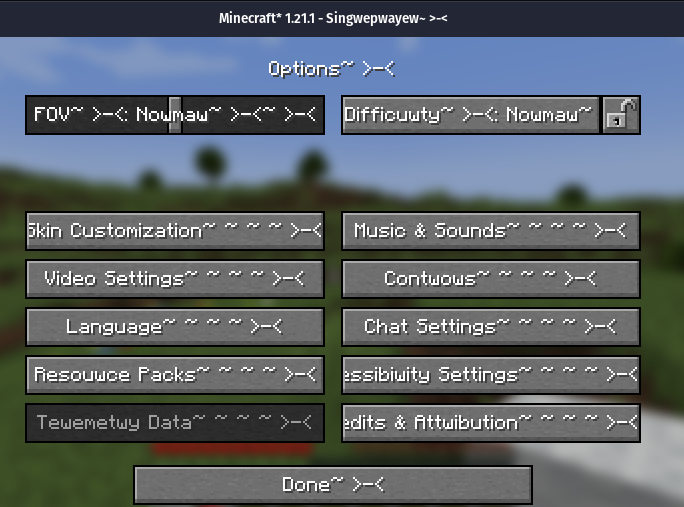 Minecraft* 1.21.1 - Singwepwayew~ >-<
Options~ >-<
FOV~ >-<: Nowmaw~ >-<~ >-<
Difficuwty~ >-<: Nowmaw~
Skin Customization~ ~ ~ ~ >-<
Music & Sounds~ ~ ~ ~ >-<
Video Settings~ ~ ~ ~ >-<
Contwows~ ~ ~ ~ >-<
Language~ ~ ~ ~ >-<
Chat Settings~ ~ ~ ~ >-<
Resouwce Packs~ ~ ~ ~ >-<
essibiwity Settings~ ~ ~ ~ >-<
Tewemetwy Data~ ~ ~ ~ >-<
edits & Attwibution~ ~ ~ ~ >-<
Done~ >-<